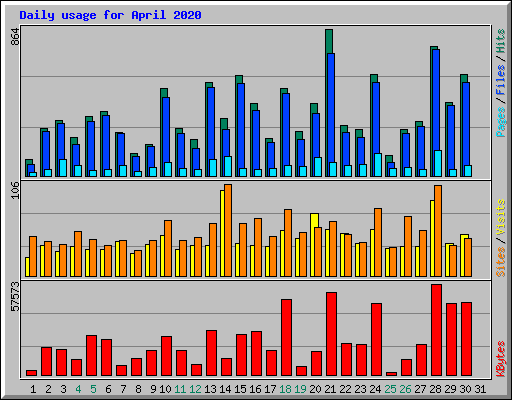 Daily usage for April 2020
864
Pages / Files / Hits
106
Sites / Visits
57573
KBytes
1 2 3 4 5 6 7 8 9 10 11 12 13 14 15 16 17 18 19 20 21 22 23 24 25 26 27 28 29 30 31